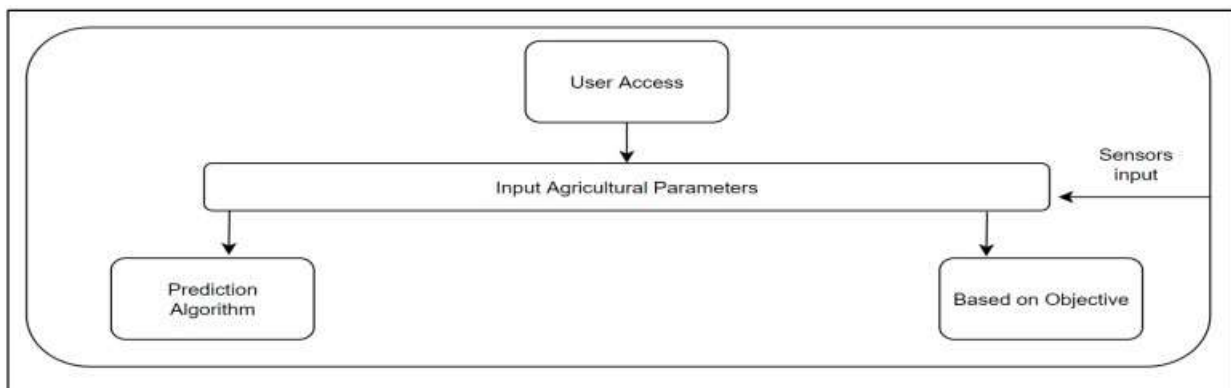 User Access
Sensors
input
Input Agricultural Parameters
Prediction
Algorithm
Based on Objective